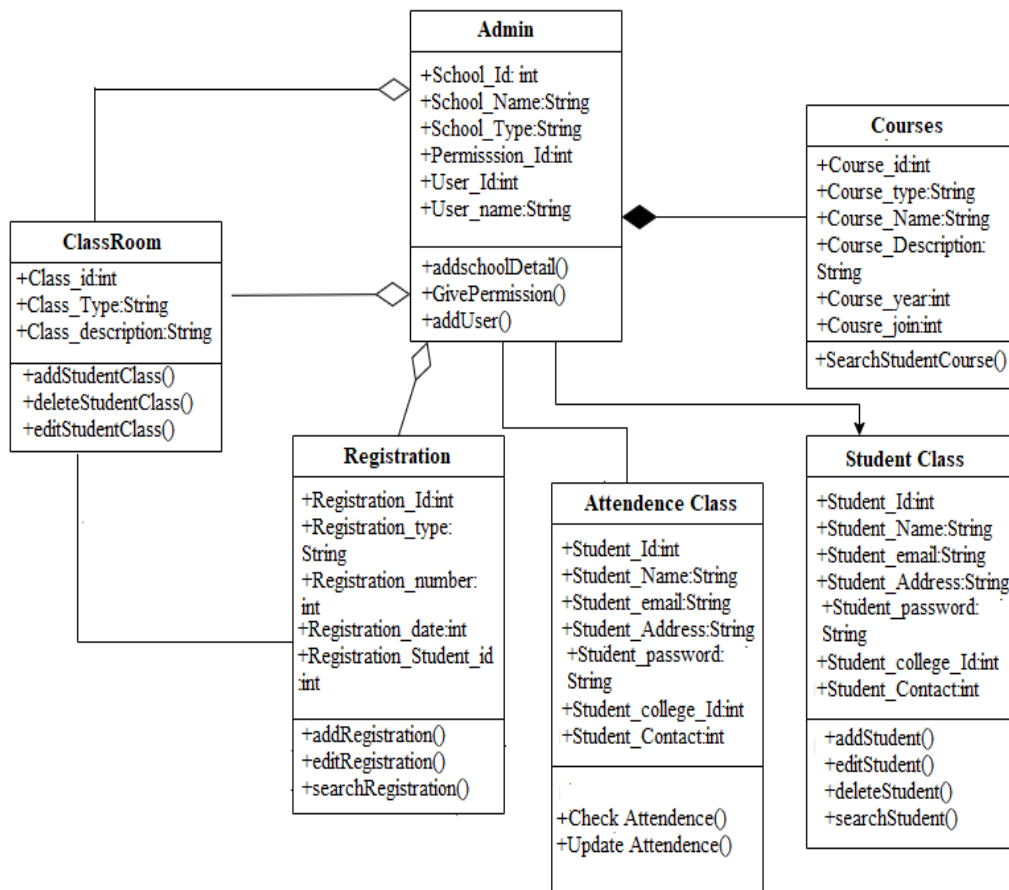 Admin
+School_Id: int
+School_Name:String
+School_Type:String
+Permisssion_Id:int
+User_Id:int
+User_name:String
+addschoolDetail()
+GivePermission()
+addUser()
Courses
+Course_id:int
+Course_type:String
+Course_Name:String
+Course_Description:
String
+Course_year:int
+Cousre_join:int
+SearchStudentCourse()
ClassRoom
+Class_id:int
+Class_Type:String
+Class_description:String
+addStudentClass()
+deleteStudentClass()
+editStudentClass()
Registration
+Registration_Id:int
+Registration_type:
String
+Registration_number:
int
+Registration_date:int
+Registration_Student_id
:int
+addRegistration()
+editRegistration()
+searchRegistration()
Attendence Class
+Student_Id:int
+Student_Name:String
+Student_email:String
+Student_Address:String
+Student_password:
String
+Student_college_Id:int
+Student_Contact:int
+Check Attendence()
+Update Attendence()
Student Class
+Student_Id:int
+Student_Name:String
+Student_email:String
+Student_Address:String
+Student_password:
String
+Student_college_Id:int
+Student_Contact:int
+addStudent()
+editStudent()
+deleteStudent()
+searchStudent()